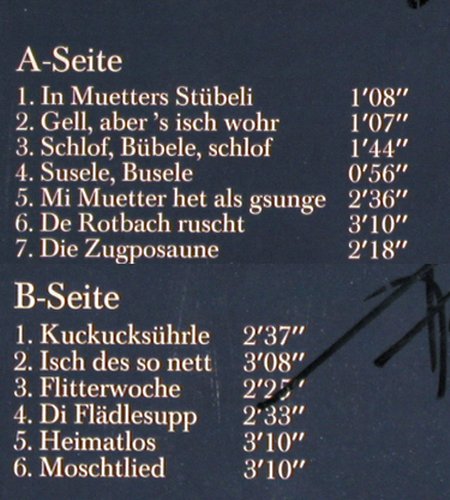 A-Seite
1. In Muetters Stübeli 1'08"
2. Gell, aber 's isch wohr 1'07"
3. Schlof, Bübele, schlof 1'44"
4. Susele, Busele 0'56"
5. Mi Muetter het als gsunge 2'36"
6. De Rotbach ruscht 3'10"
7. Die Zugposaune 2'18"
B-Seite
1. Kuckucksührle 2'37"
2. Isch des so nett 3'08"
3. Flitterwoche 2'25"
4. Di Flädlesupp 2'33"
5. Heimatlos 3'10"
6. Moschtlied 3'10"